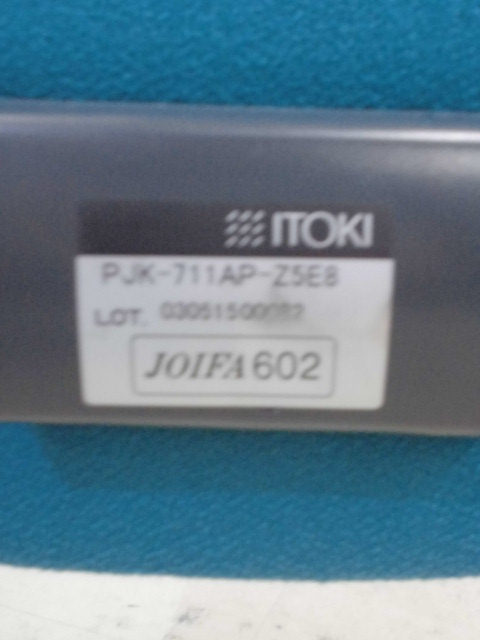 ITOKI
PJK-711AP-Z5E8
LOT.
JOIFA 602